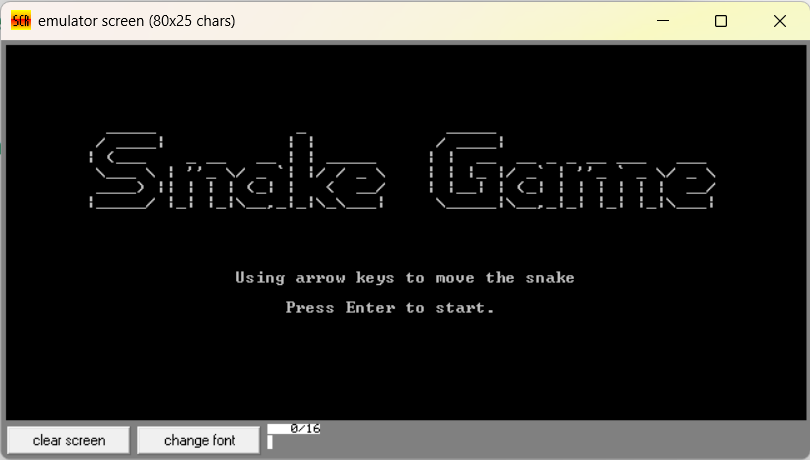 SCR emulator screen (80x25 chars)
Snake Game
Using arrow keys to move the snake
Press Enter to start.
clear screen
change font
0/16